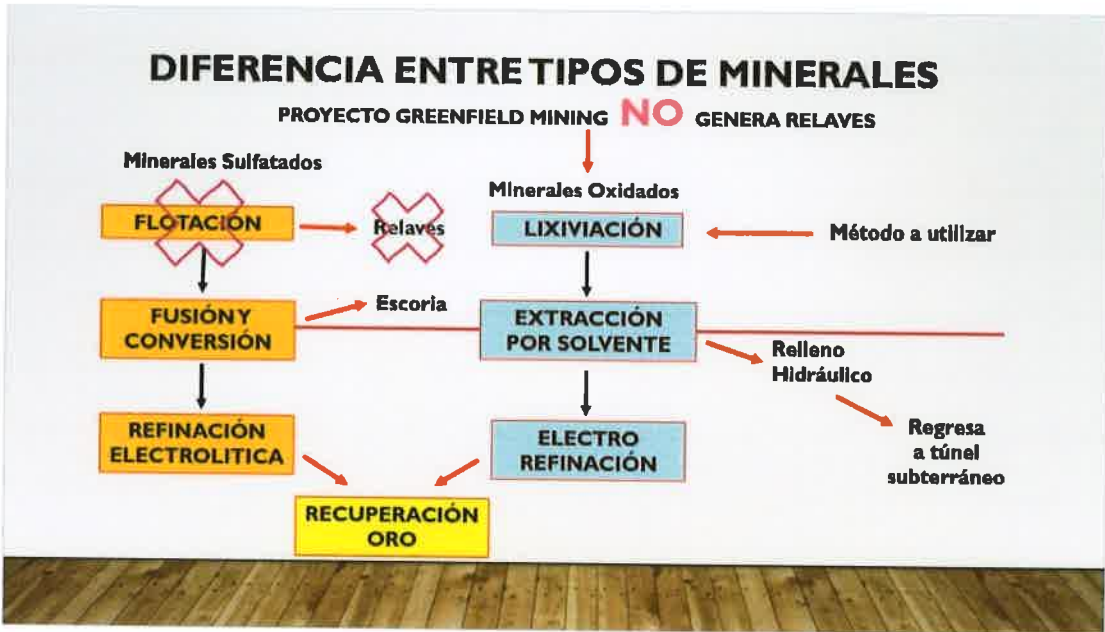 DIFERENCIA ENTRE TIPOS DE MINERALES
PROYECTO GREENFIELD MINING NO GENERA RELAVES
Minerales Sulfatados
FLOTACIÓN
Relaves
FUSIÓN Y
CONVERSIÓN
Escoria
REFINACIÓN
ELECTROLITICA
Minerales Oxidados
LIXIVIACIÓN
Método a utilizar
EXTRACCIÓN
POR SOLVENTE
Relleno
Hidráulico
Regresa
a túnel
subterráneo
ELECTRO
REFINACIÓN
RECUPERACIÓN
ORO